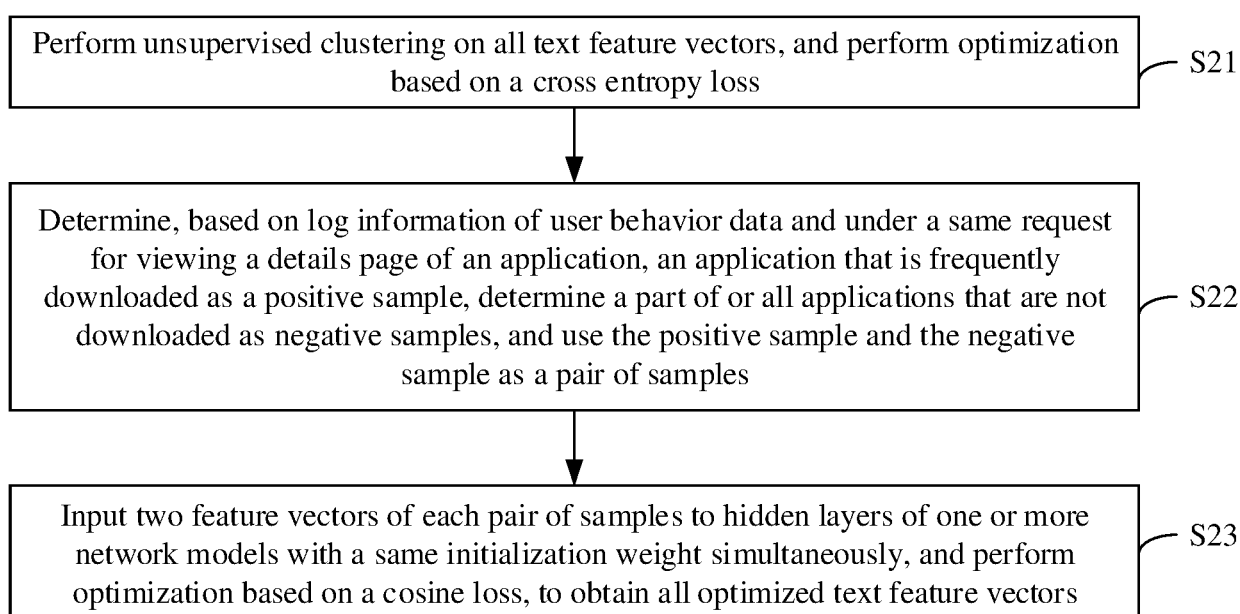 Perform unsupervised clustering on all text feature vectors, and perform optimization
based on a cross entropy loss
S21
Determine, based on log information of user behavior data and under a same request
for viewing a details page of an application, an application that is frequently
downloaded as a positive sample, determine a part of or all applications that are not
downloaded as negative samples, and use the positive sample and the negative
sample as a pair of samples
S22
Input two feature vectors of each pair of samples to hidden layers of one or more
network models with a same initialization weight simultaneously, and perform
optimization based on a cosine loss, to obtain all optimized text feature vectors
S23